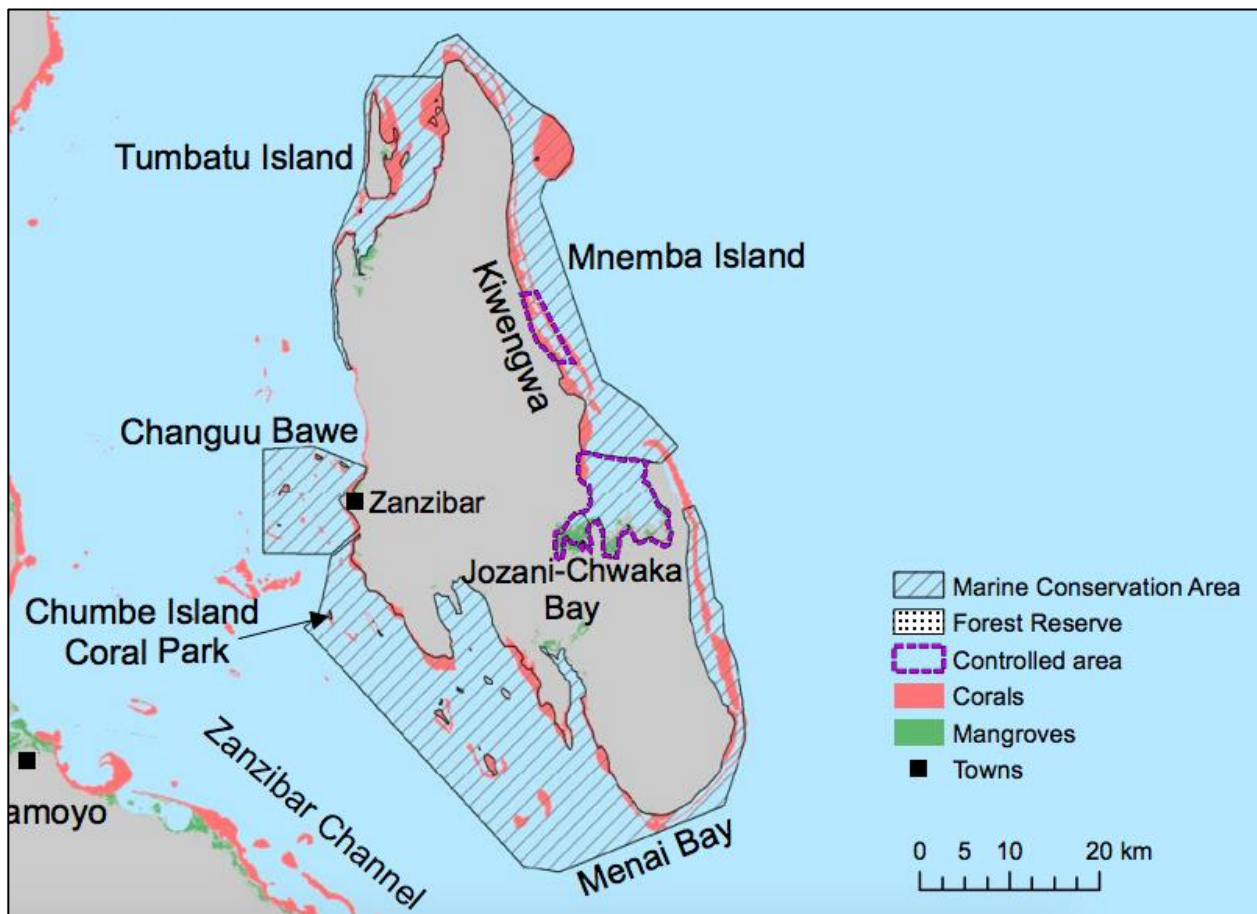 Tumbatu Island
Mnemba Island
Kiwengwa
Changuu Bawe
Zanzibar
Jozani-Chwaka
Bay
Chumbe Island
Coral Park
Zanzibar Channel
amoyo
Menai Bay
Marine Conservation Area
Forest Reserve
Controlled area
Corals
Mangroves
Towns
0 5 10 20 km